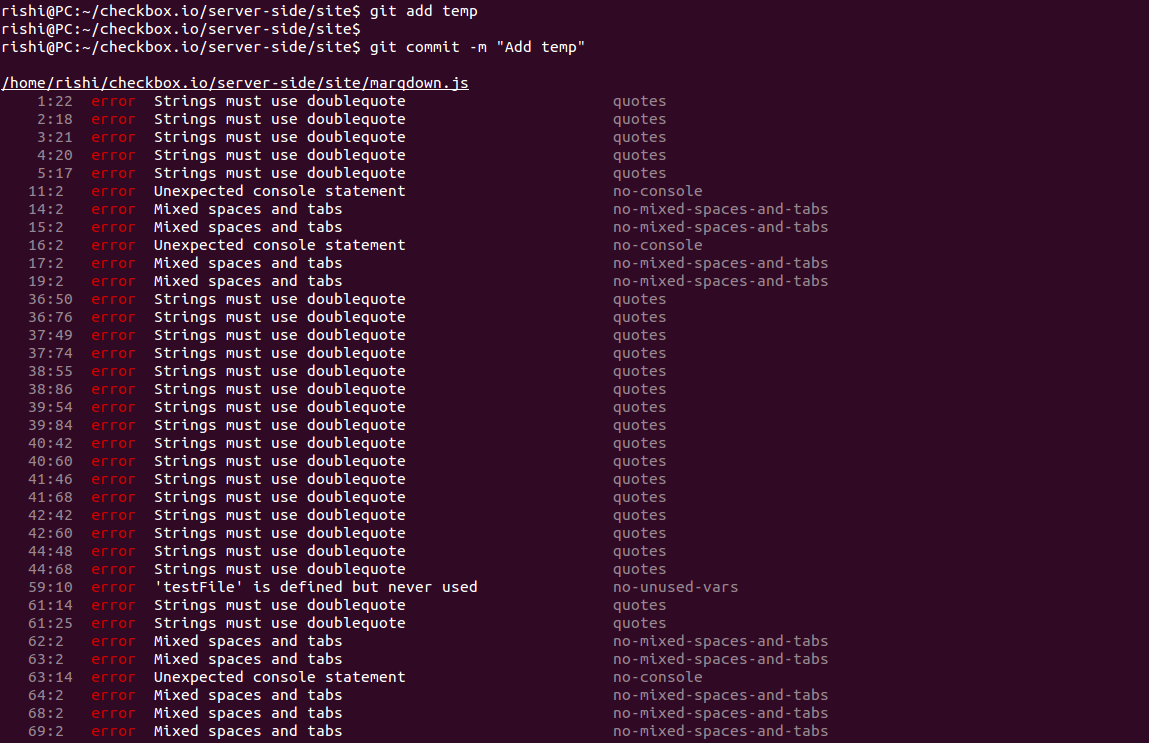 rishi@PC:~/checkbox.io/server-side/site$ git add temp
rishi@PC:~/checkbox.io/server-side/site$
rishi@PC:~/checkbox.io/server-side/site$ git commit -m "Add temp"
/home/rishi/checkbox.io/server-side/site/marqdown.js
1:22 error Strings must use doublequote quotes
2:18 error Strings must use doublequote quotes
3:21 error Strings must use doublequote quotes
4:20 error Strings must use doublequote quotes
5:17 error Strings must use doublequote quotes
11:2 error Unexpected console statement no-console
14:2 error Mixed spaces and tabs no-mixed-spaces-and-tabs
15:2 error Mixed spaces and tabs no-mixed-spaces-and-tabs
16:2 error Unexpected console statement no-console
17:2 error Mixed spaces and tabs no-mixed-spaces-and-tabs
19:2 error Mixed spaces and tabs no-mixed-spaces-and-tabs
36:50 error Strings must use doublequote quotes
36:76 error Strings must use doublequote quotes
37:49 error Strings must use doublequote quotes
37:74 error Strings must use doublequote quotes
38:55 error Strings must use doublequote quotes
38:86 error Strings must use doublequote quotes
39:54 error Strings must use doublequote quotes
39:84 error Strings must use doublequote quotes
40:42 error Strings must use doublequote quotes
40:60 error Strings must use doublequote quotes
41:46 error Strings must use doublequote quotes
41:68 error Strings must use doublequote quotes
42:42 error Strings must use doublequote quotes
42:60 error Strings must use doublequote quotes
44:48 error Strings must use doublequote quotes
44:68 error Strings must use doublequote quotes
59:10 error 'testFile' is defined but never used no-unused-vars
61:14 error Strings must use doublequote quotes
61:25 error Strings must use doublequote quotes
62:2 error Mixed spaces and tabs no-mixed-spaces-and-tabs
63:2 error Mixed spaces and tabs no-mixed-spaces-and-tabs
63:14 error Unexpected console statement no-console
64:2 error Mixed spaces and tabs no-mixed-spaces-and-tabs
68:2 error Mixed spaces and tabs no-mixed-spaces-and-tabs
69:2 error Mixed spaces and tabs no-mixed-spaces-and-tabs